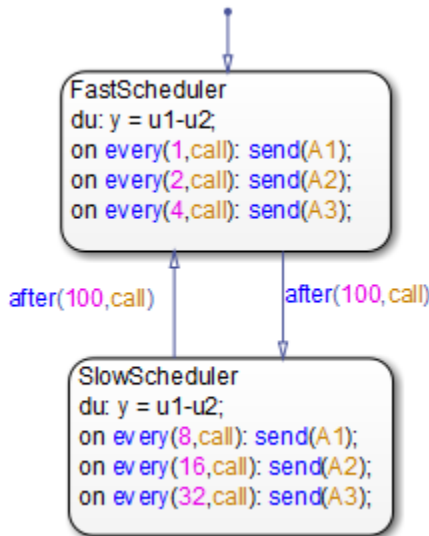 FastScheduler
du: y = u1-u2;
on every(1,call): send(A1);
on every(2,call): send(A2);
on every(4,call): send(A3);
after(100,call)
after(100,call)
SlowScheduler
du: y = u1-u2;
on every(8,call): send(A1);
on every(16,call): send(A2);
on every(32,call): send(A3);